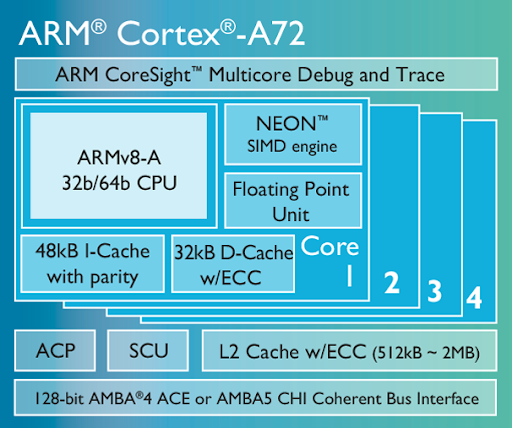 ARM® Cortex®-A72
ARM CoreSight™ Multicore Debug and Trace
ARMv8-A
32b/64b CPU
NEON™
SIMD engine
Floating Point
Unit
48kB I-Cache
with parity
32kB D-Cache
w/ECC
Core
1
2
3
4
ACP
SCU
L2 Cache w/ECC (512kB ~ 2MB)
128-bit AMBA®4 ACE or AMBA5 CHI Coherent Bus Interface